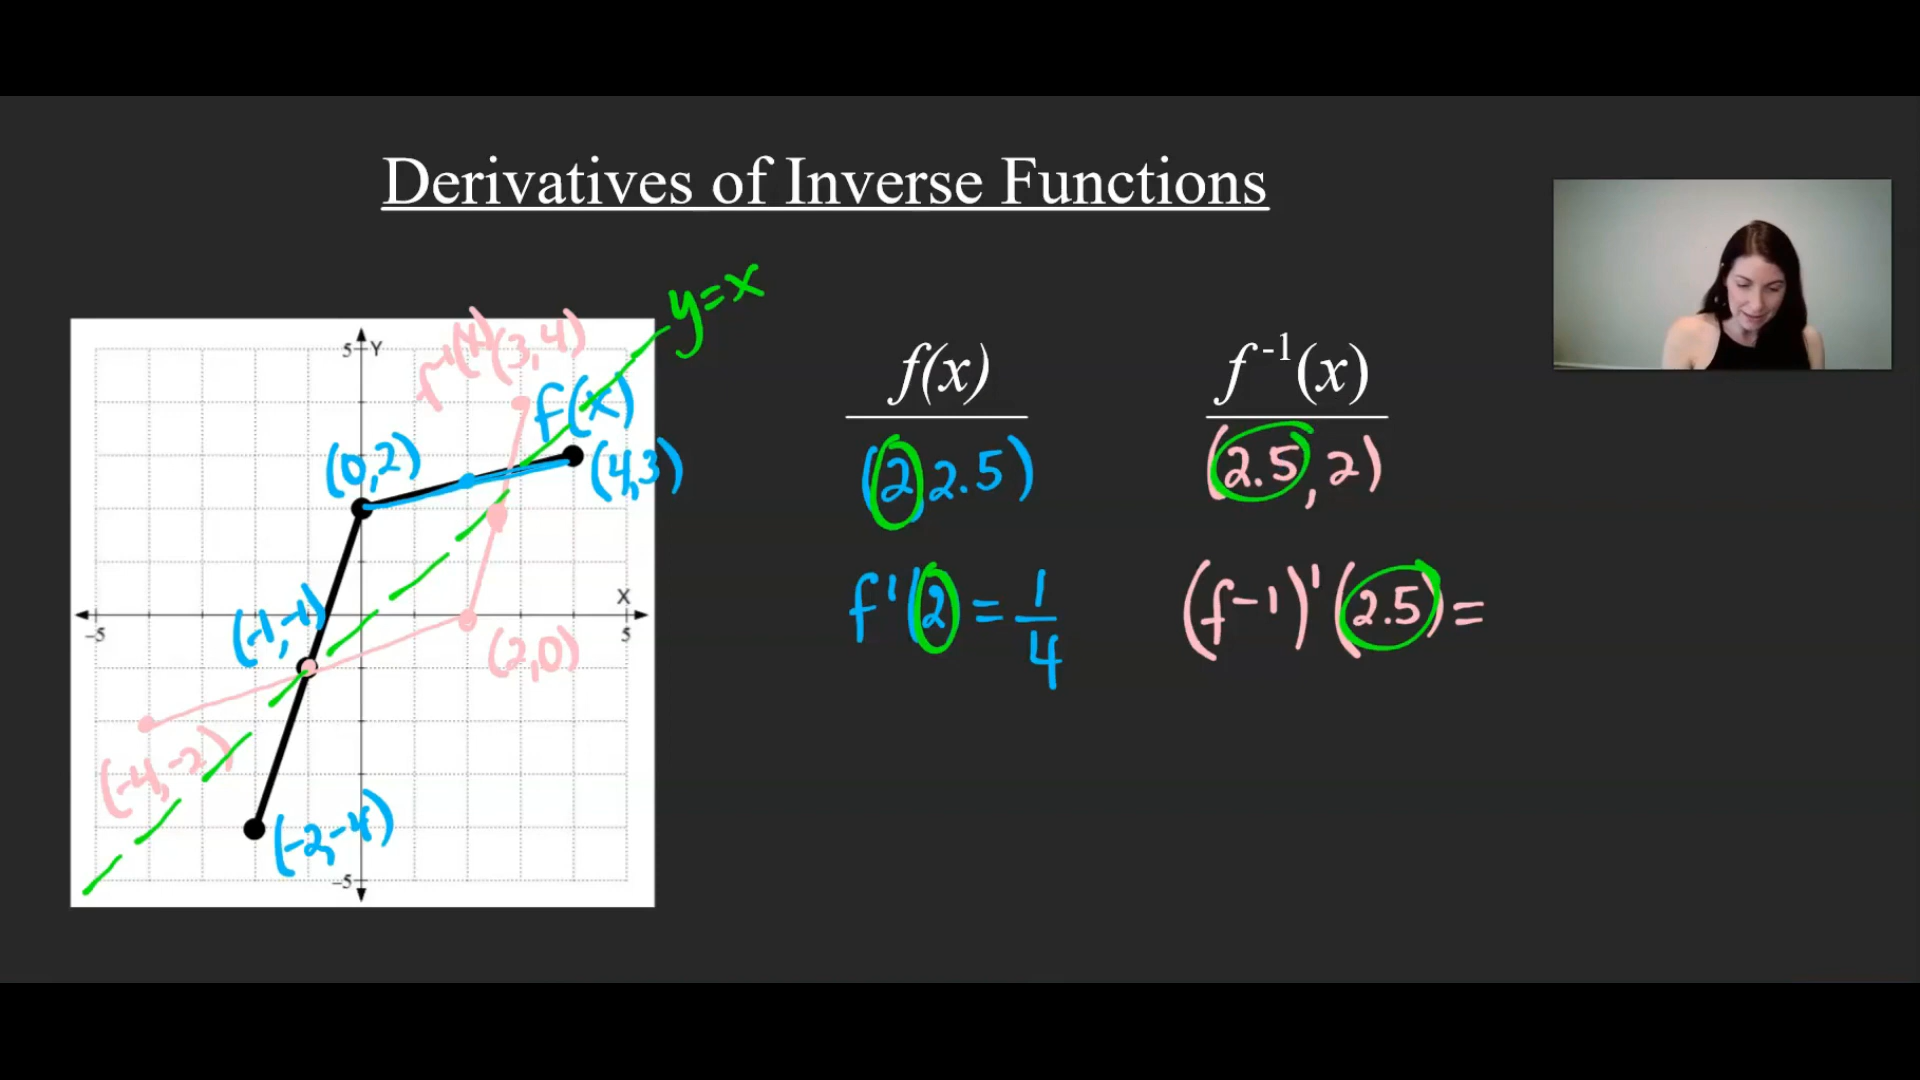 Derivatives of Inverse Functions
y=x
5 Y
f⁻¹(x) (3,4)
f(x)
(0,2)
(4,3)
(-1,-1)
X
-5
5
(2,0)
(-4,-2)
(-2,-4)
-5
f(x)
f⁻¹(x)
(2,2.5)
(2.5,2)
f'(2) = 1/4
(f-1)'(2.5)=